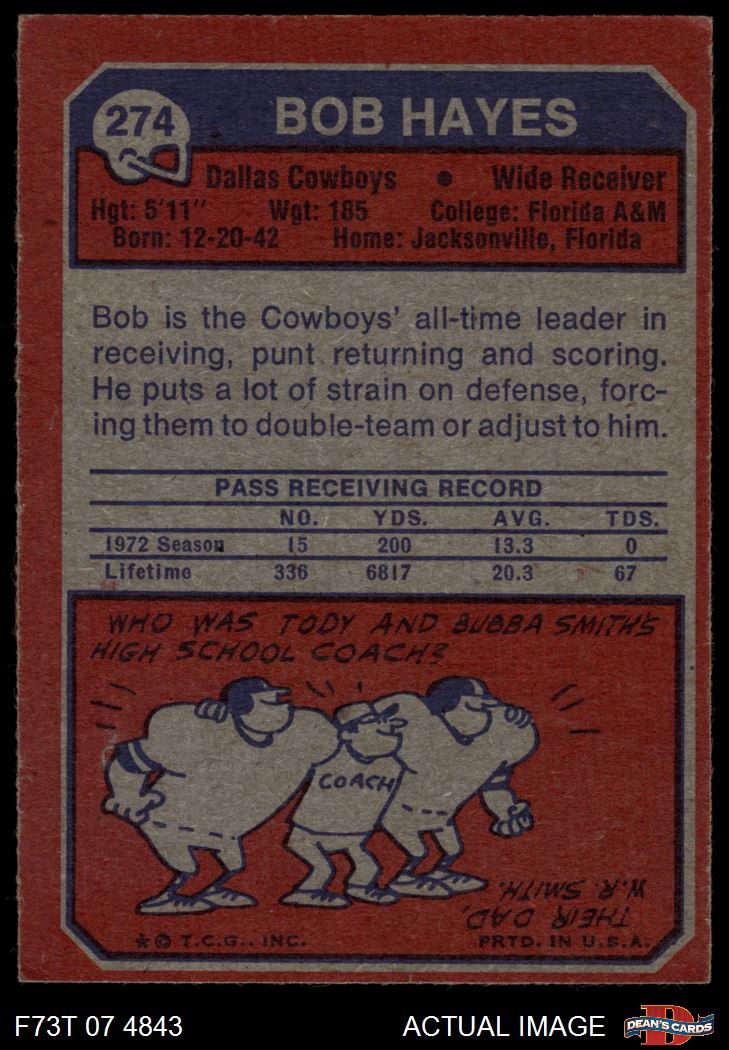 274
BOB HAYES
Dallas Cowboys • Wide Receiver
Hgt: 5'11" Wgt: 185 College: Florida A&M
Born: 12-20-42 Home: Jacksonville, Florida
Bob is the Cowboys' all-time leader in
receiving, punt returning and scoring.
He puts a lot of strain on defense, forc-
ing them to double-team or adjust to him.
PASS RECEIVING RECORD
NO. YDS. AVG. TDS.
1972 Season 15 200 13.3 0
Lifetime 336 6817 20.3 67
WHO WAS TODY AND BUBBA SMITH'S
HIGH SCHOOL COACH?
COACH
THEIR DAD,
W.R. SMITH.
*© T.C.G., INC. PRTD. IN U.S.A.
F73T 07 4843 ACTUAL IMAGE
D
DEAN'S CARDS